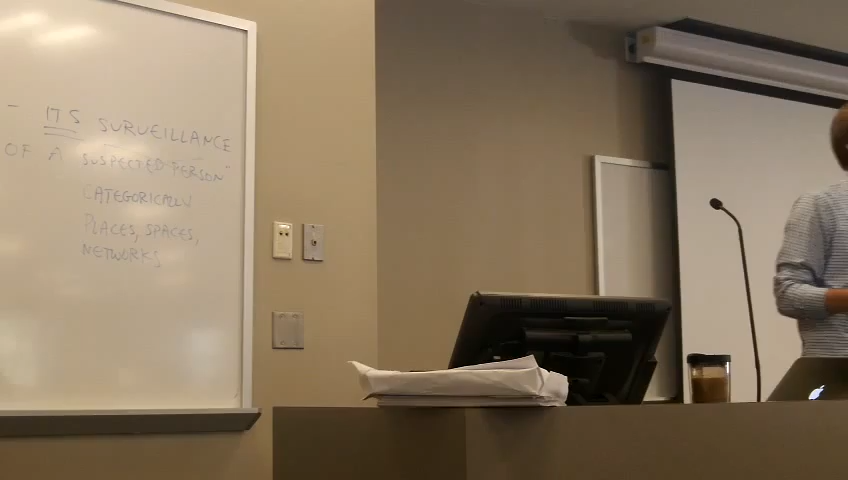 - ITS SURVEILLANCE
OF A SUSPECTED PERSON"
CATEGORICALLY
PLACES, SPACES,
NETWORKS